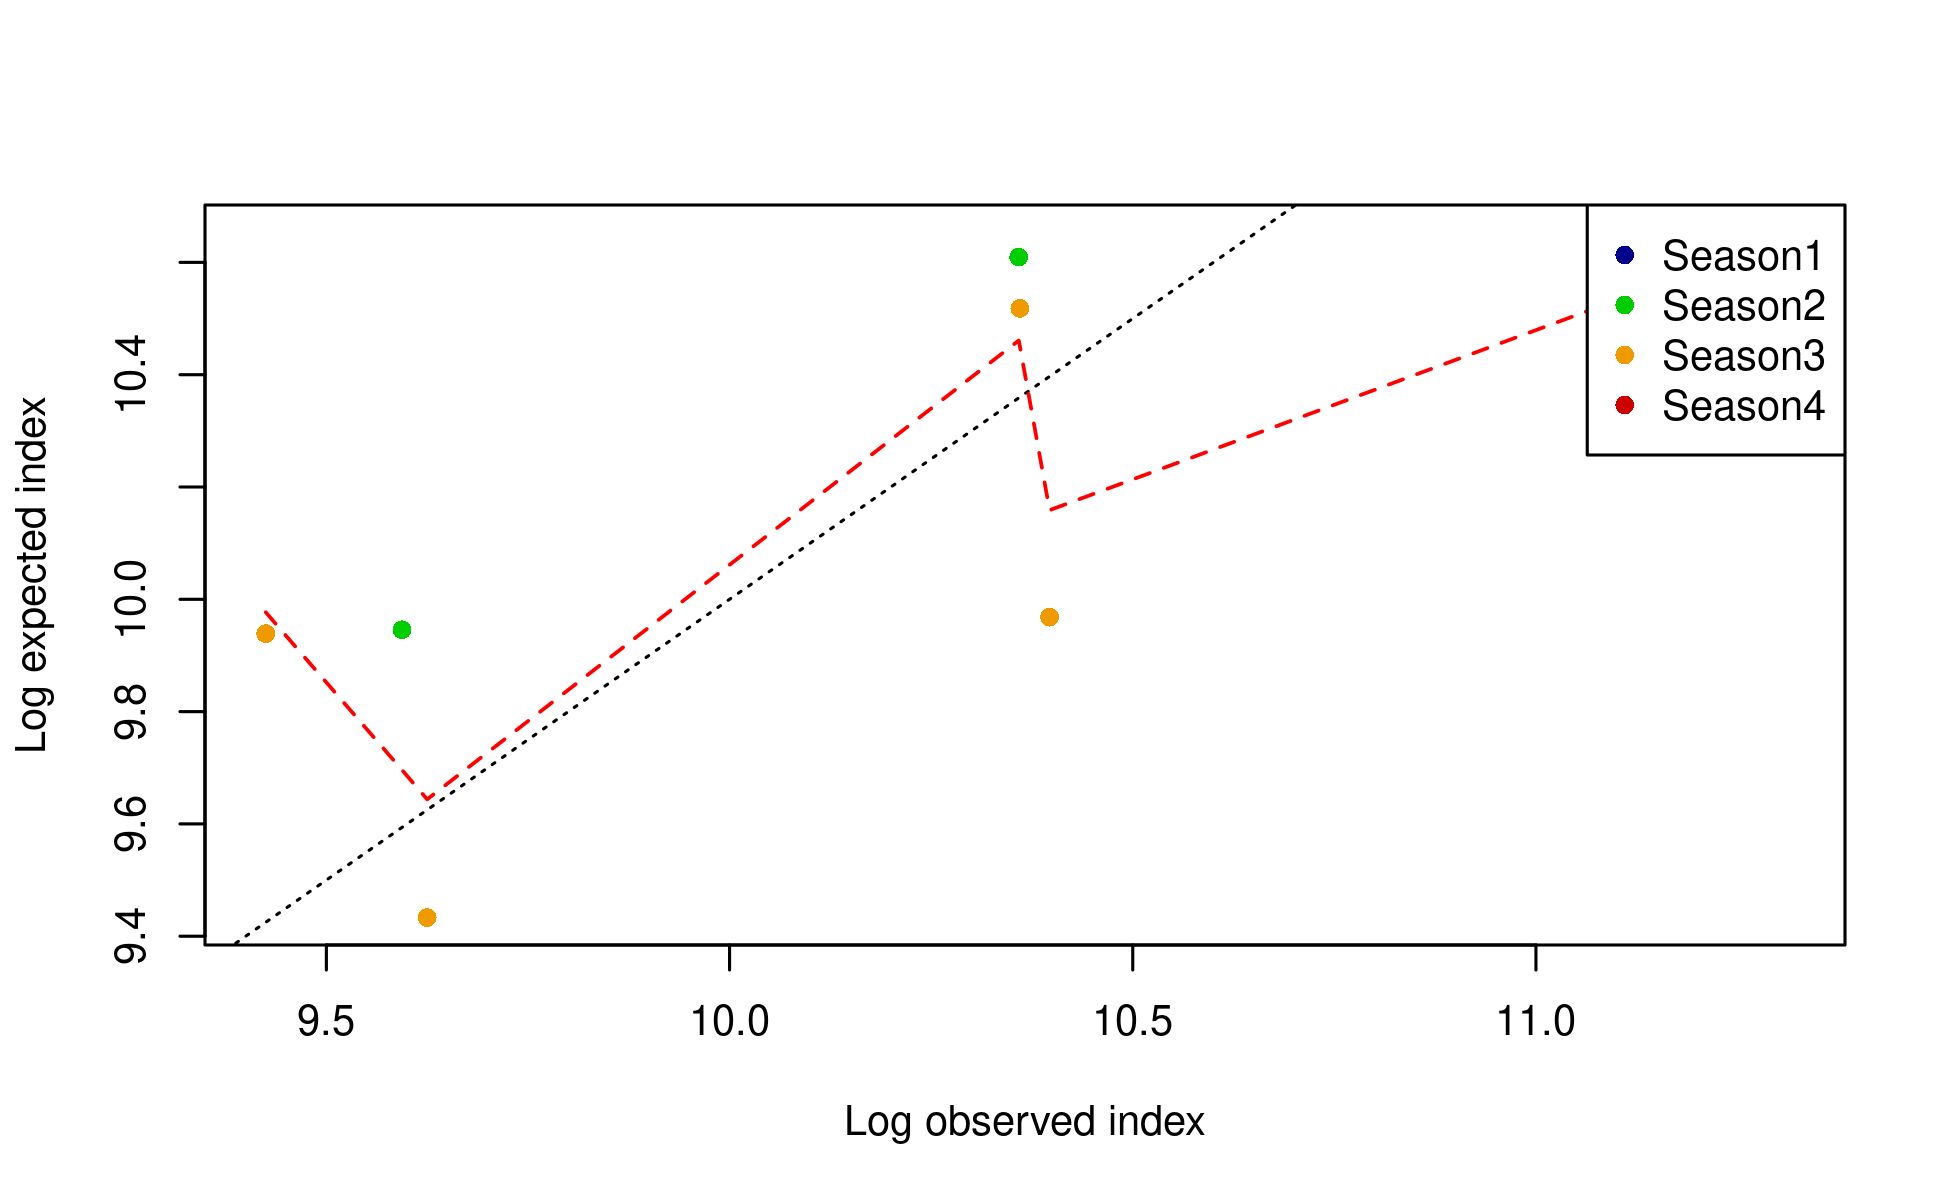 Season1
Season2
Season3
Season4
Log expected index
10.4
10.0
9.8
9.6
9.4
9.5 10.0 10.5 11.0
Log observed index